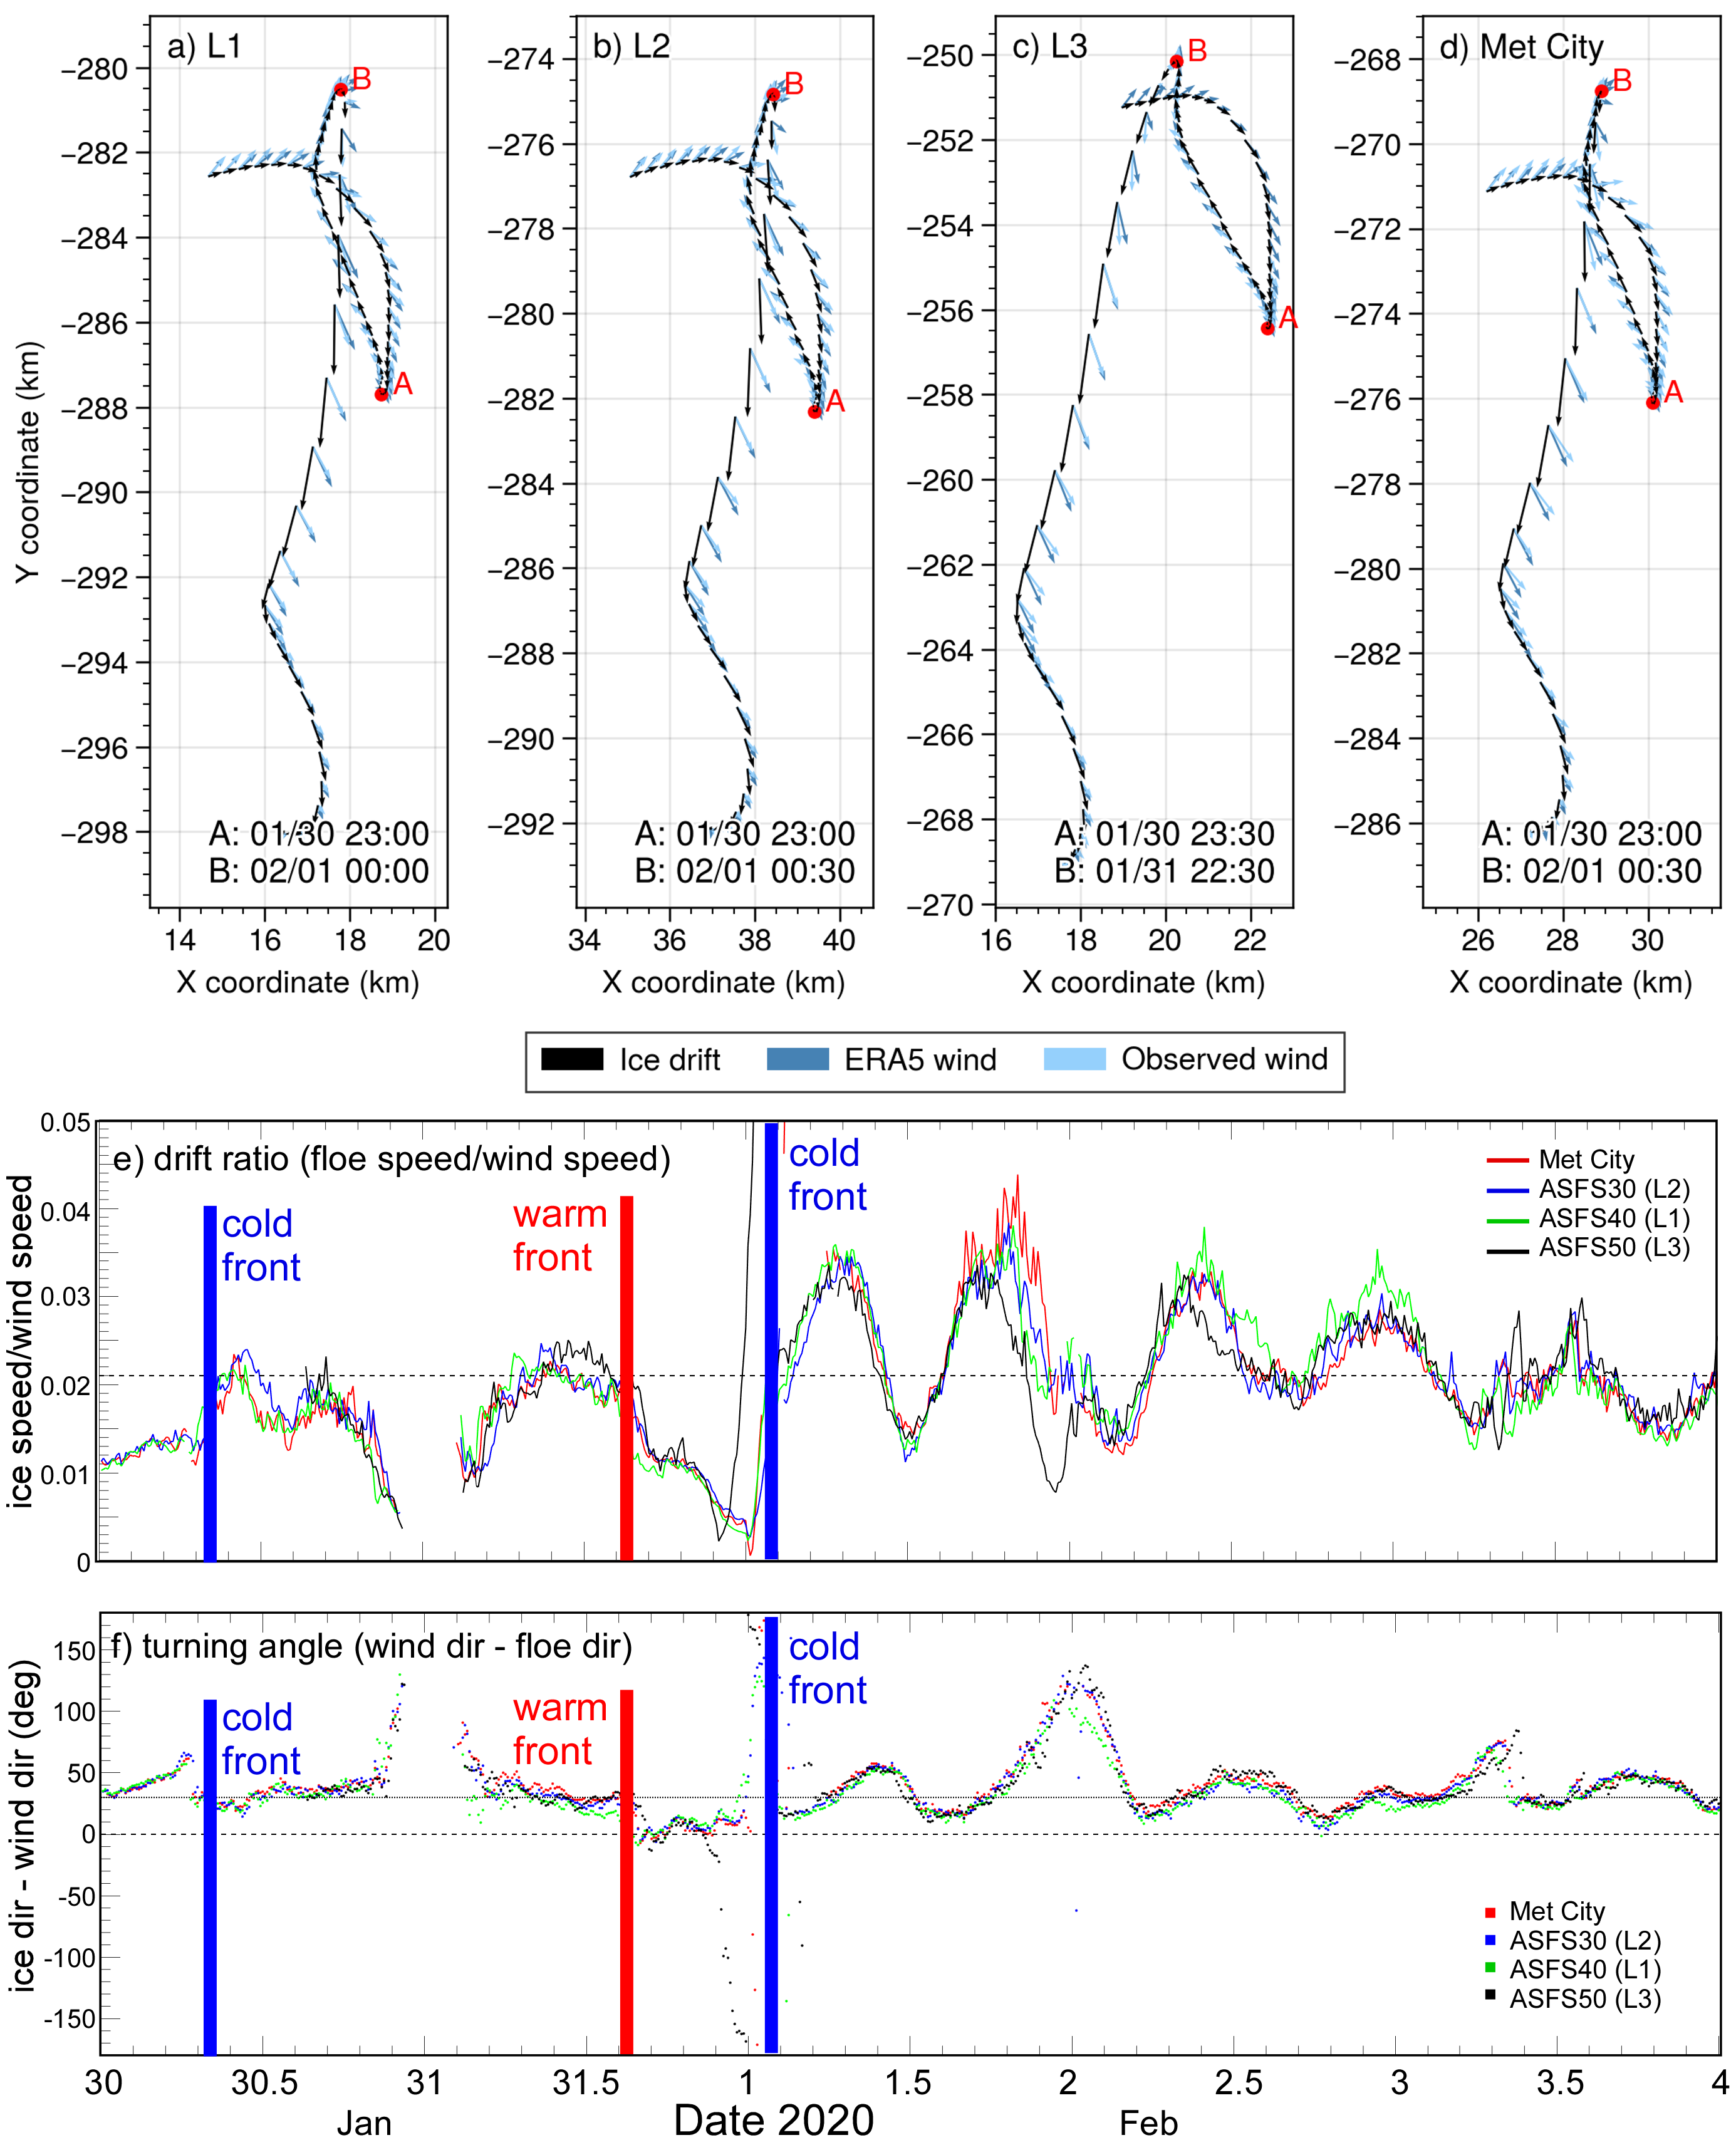 a) L1
b) L2
c) L3
d) Met City
B
B
B
B
A
A
A
A
−280
−282
−284
−286
−288
−290
−292
−294
−296
−298
−274
−276
−278
−280
−282
−284
−286
−288
−290
−292
−250
−252
−254
−256
−258
−260
−262
−264
−266
−268
−270
−268
−270
−272
−274
−276
−278
−280
−282
−284
−286
Y coordinate (km)
A: 01/30 23:00
B: 02/01 00:00
A: 01/30 23:00
B: 02/01 00:30
A: 01/30 23:30
B: 01/31 22:30
A: 01/30 23:00
B: 02/01 00:30
14 16 18 20
34 36 38 40
16 18 20 22
26 28 30
X coordinate (km)
X coordinate (km)
X coordinate (km)
X coordinate (km)
Ice drift
ERA5 wind
Observed wind
e) drift ratio (floe speed/wind speed)
ice speed/wind speed
0.05
0.04
0.03
0.02
0.01
0
cold
front
warm
front
cold
front
Met City
ASFS30 (L2)
ASFS40 (L1)
ASFS50 (L3)
f) turning angle (wind dir - floe dir)
ice dir - wind dir (deg)
150
100
50
0
-50
-100
-150
cold
front
warm
front
cold
front
Met City
ASFS30 (L2)
ASFS40 (L1)
ASFS50 (L3)
30 30.5 31 31.5 1 1.5 2 2.5 3 3.5 4
Jan Date 2020 Feb